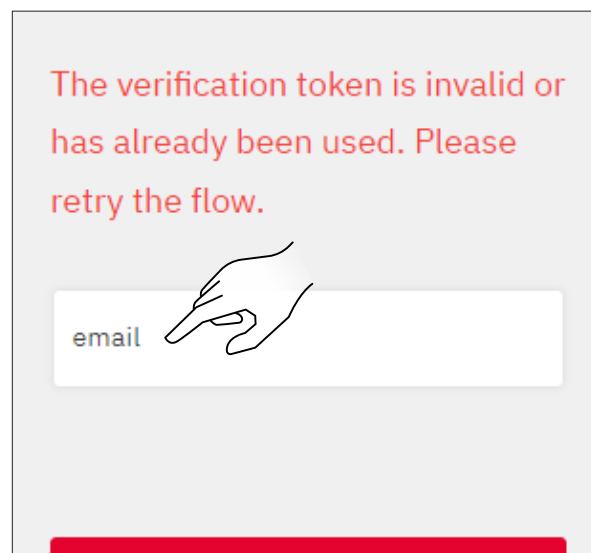 The verification token is invalid or
has already been used. Please
retry the flow.
email